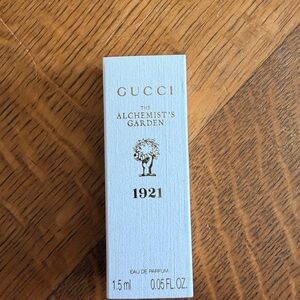 GUCCI
THE
ALCHEMIST'S
GARDEN
1921
EAU DE PARFUM
1.5 ml 0.05 FL.OZ.